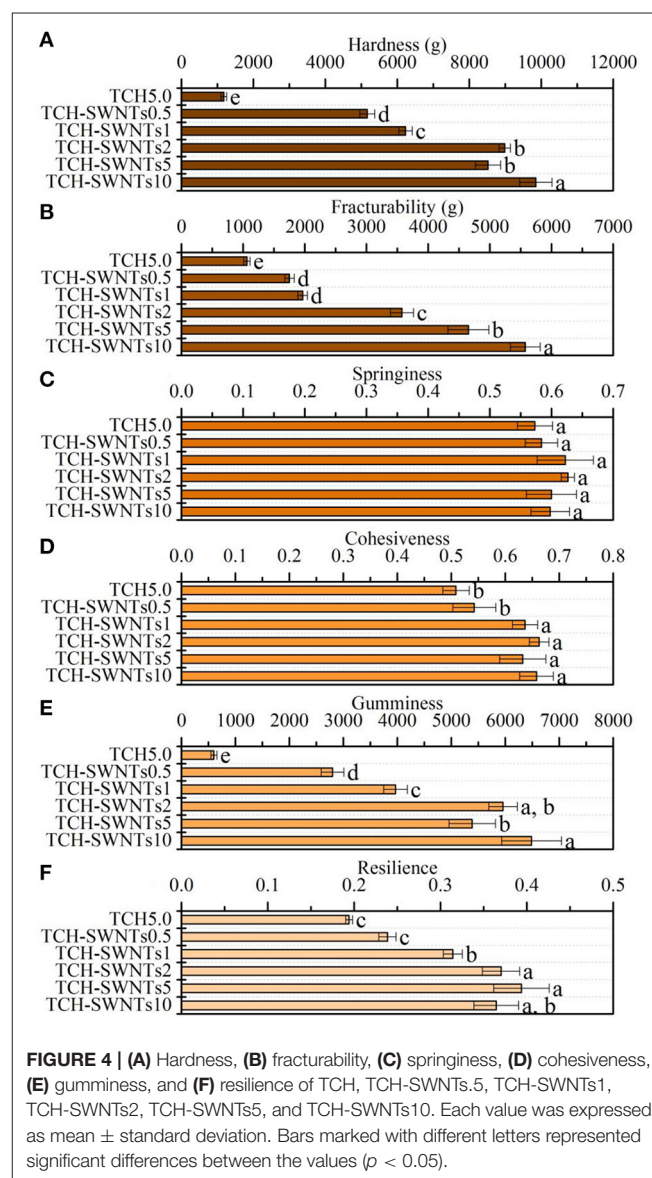 A
Hardness (g)
0 2000 4000 6000 8000 10000 12000
TCH5.0 e
TCH-SWNTs0.5 d
TCH-SWNTs1 c
TCH-SWNTs2 b
TCH-SWNTs5 b
TCH-SWNTs10 a
B
Fracturability (g)
0 1000 2000 3000 4000 5000 6000 7000
TCH5.0 e
TCH-SWNTs0.5 d
TCH-SWNTs1 d
TCH-SWNTs2 c
TCH-SWNTs5 b
TCH-SWNTs10 a
C
Springiness
0.0 0.1 0.2 0.3 0.4 0.5 0.6 0.7
TCH5.0 a
TCH-SWNTs0.5 a
TCH-SWNTs1 a
TCH-SWNTs2 a
TCH-SWNTs5 a
TCH-SWNTs10 a
D
Cohesiveness
0.0 0.1 0.2 0.3 0.4 0.5 0.6 0.7 0.8
TCH5.0 b
TCH-SWNTs0.5 b
TCH-SWNTs1 a
TCH-SWNTs2 a
TCH-SWNTs5 a
TCH-SWNTs10 a
E
Gumminess
0 1000 2000 3000 4000 5000 6000 7000 8000
TCH5.0 e
TCH-SWNTs0.5 d
TCH-SWNTs1 c
TCH-SWNTs2 a, b
TCH-SWNTs5 b
TCH-SWNTs10 a
F
Resilience
0.0 0.1 0.2 0.3 0.4 0.5
TCH5.0 c
TCH-SWNTs0.5 c
TCH-SWNTs1 b
TCH-SWNTs2 a
TCH-SWNTs5 a
TCH-SWNTs10 a, b
FIGURE 4 | (A) Hardness, (B) fracturability, (C) springiness, (D) cohesiveness,
(E) gumminess, and (F) resilience of TCH, TCH-SWNTs.5, TCH-SWNTs1,
TCH-SWNTs2, TCH-SWNTs5, and TCH-SWNTs10. Each value was expressed
as mean ± standard deviation. Bars marked with different letters represented
significant differences between the values (p < 0.05).